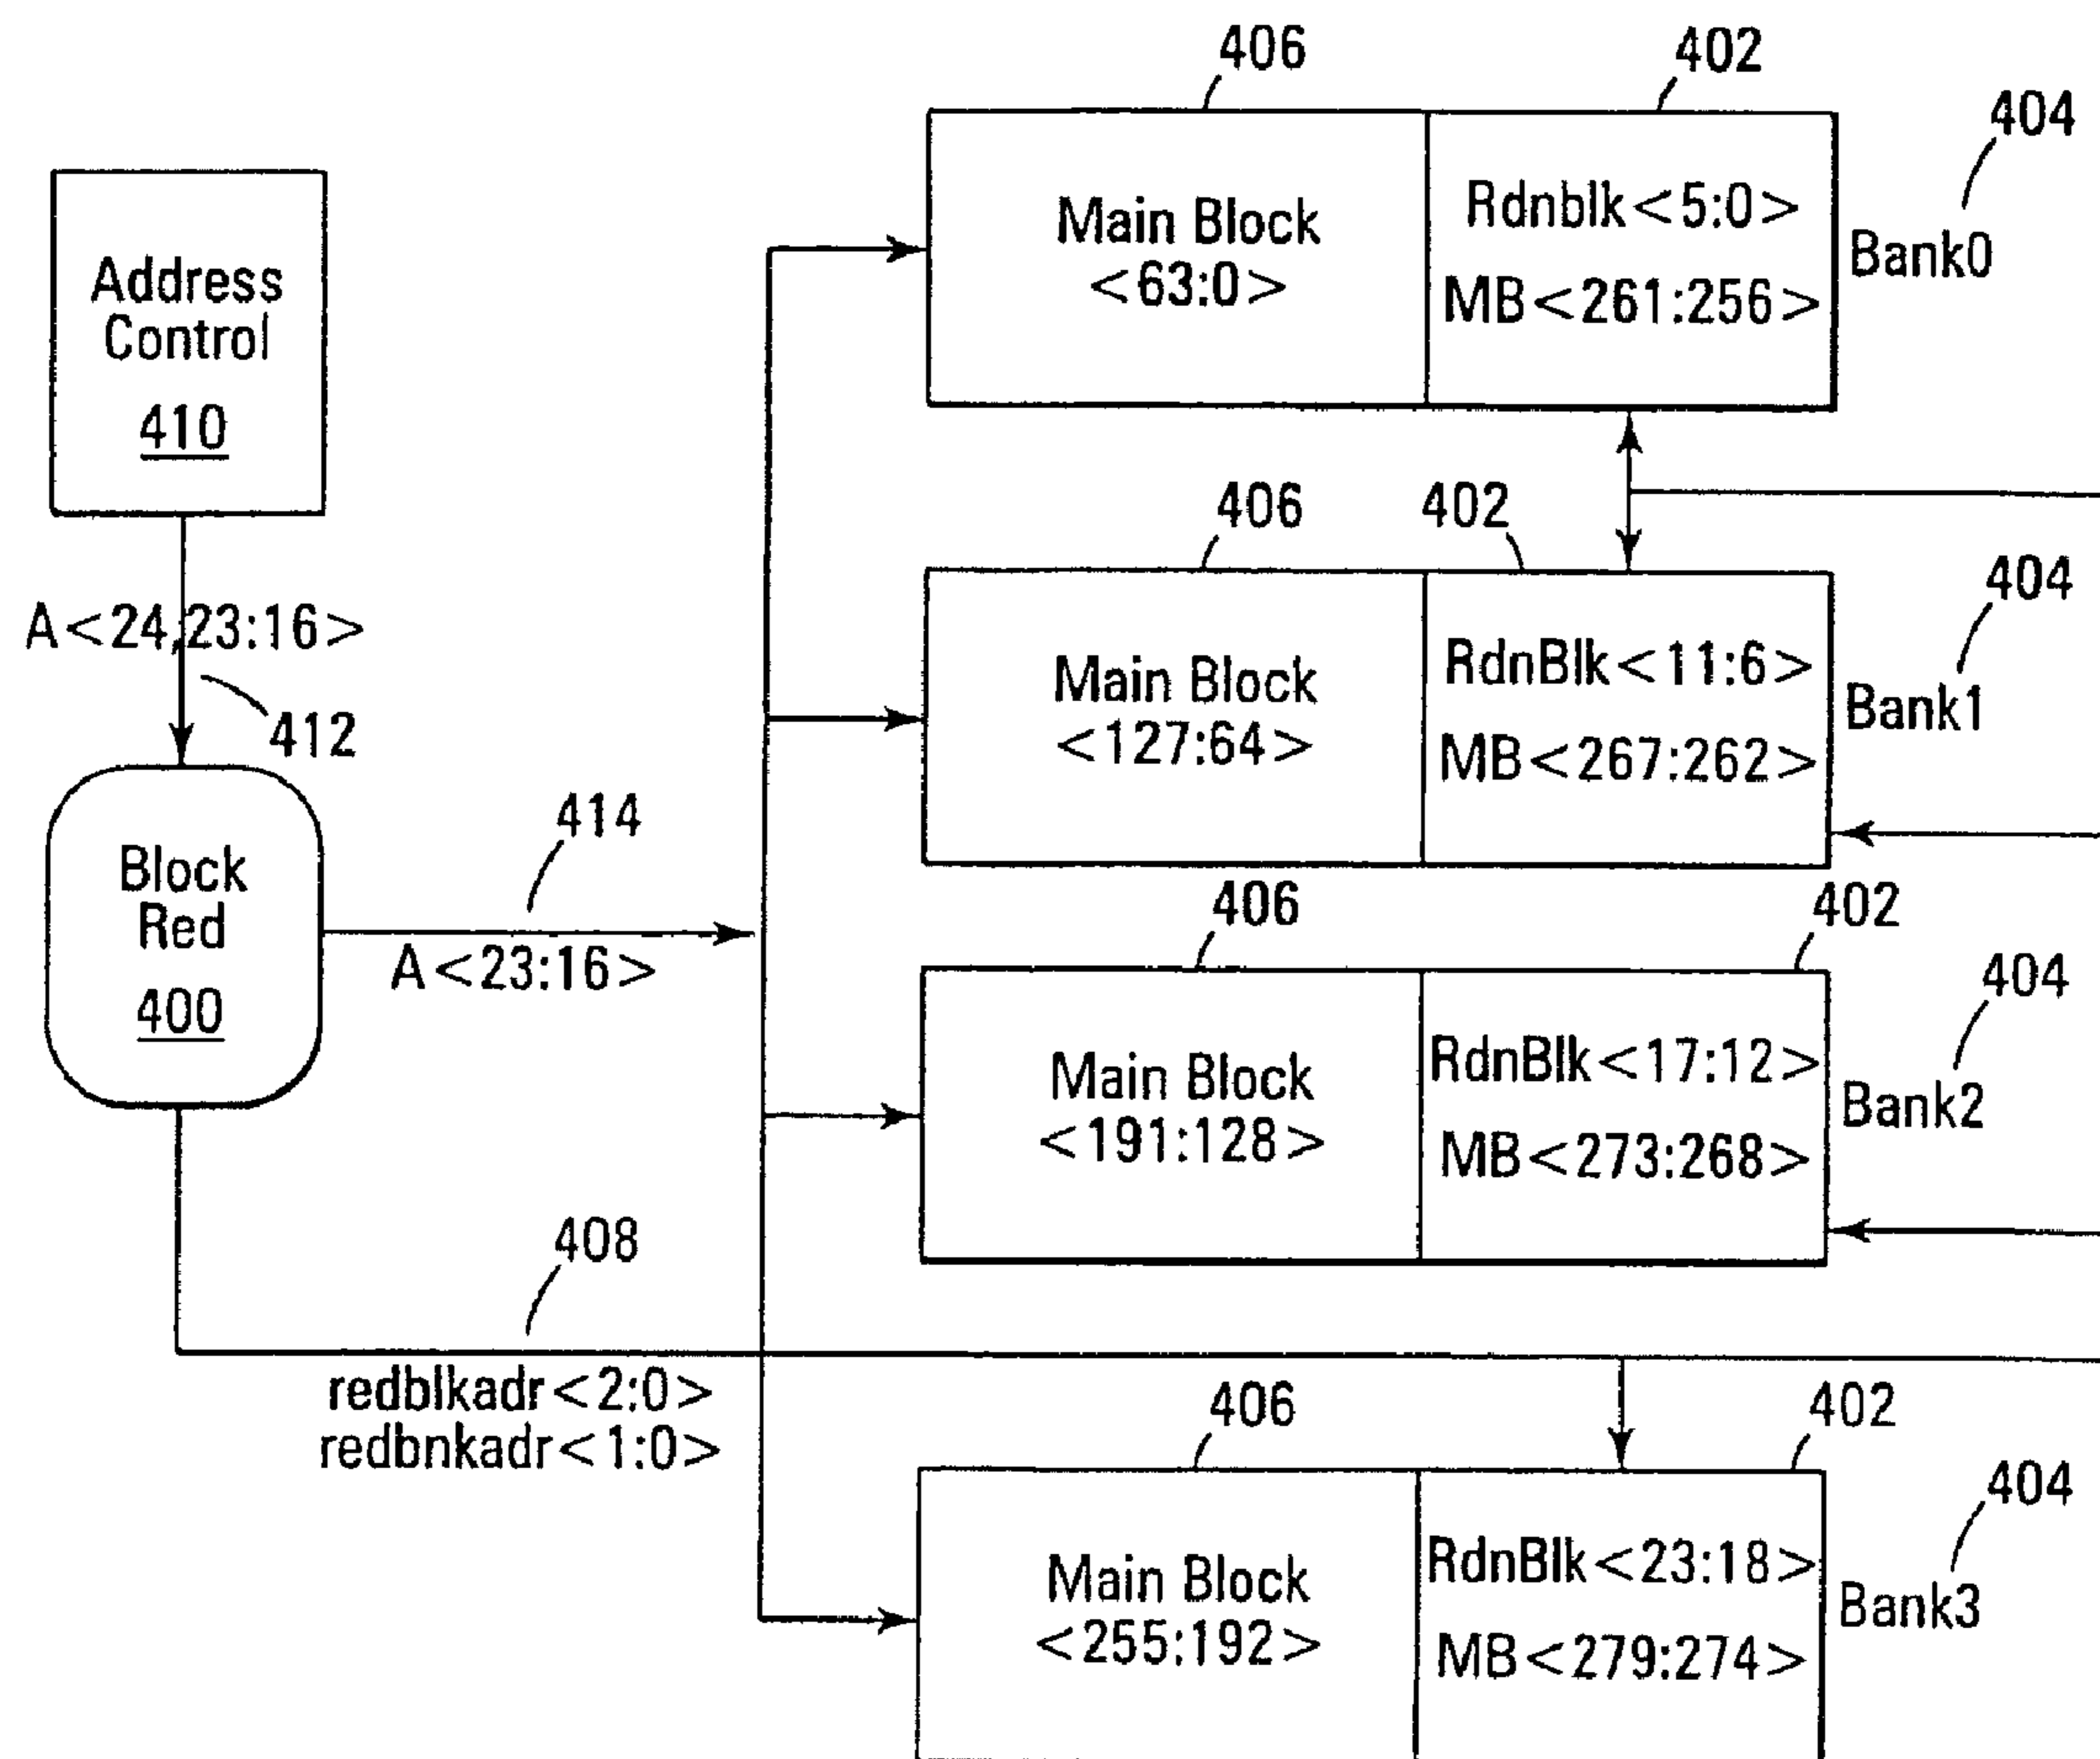 406
402
404
Main Block
<63:0>
Rdnblk<5:0>
MB<261:256>
Bank0
Address
Control
410
A<24,23:16>
412
406
402
404
Main Block
<127:64>
RdnBlk<11:6>
MB<267:262>
Bank1
Block
Red
400
414
A<23:16>
406
402
404
Main Block
<191:128>
RdnBlk<17:12>
MB<273:268>
Bank2
408
redblkadr<2:0>
redbnkadr<1:0>
406
402
404
Main Block
<255:192>
RdnBlk<23:18>
MB<279:274>
Bank3